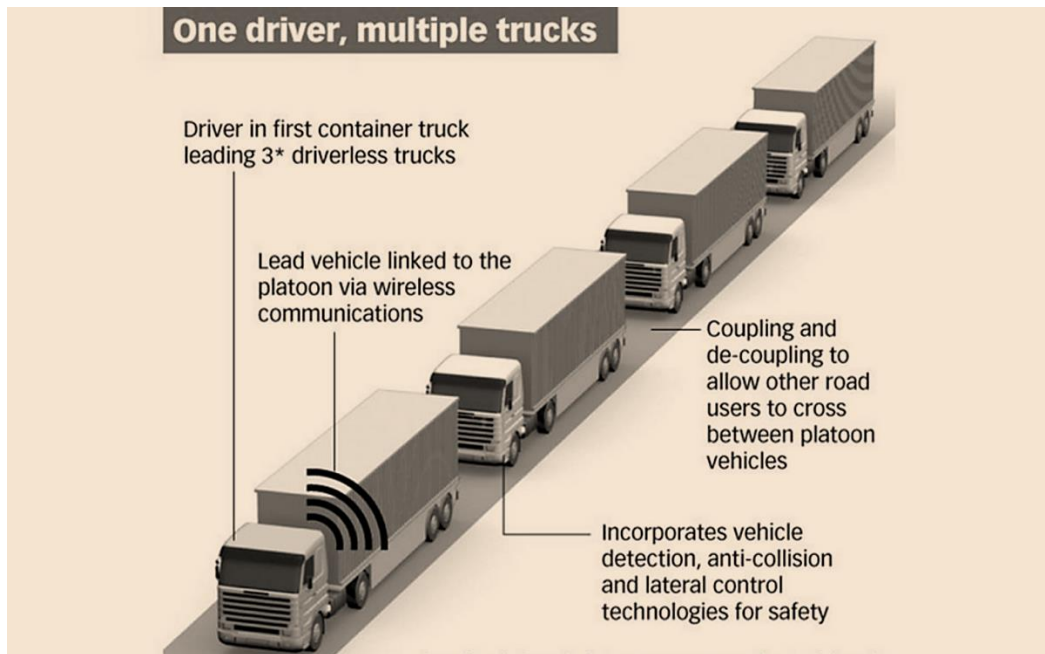 One driver, multiple trucks
Driver in first container truck
leading 3* driverless trucks
Lead vehicle linked to the
platoon via wireless
communications
Coupling and
de-coupling to
allow other road
users to cross
between platoon
vehicles
Incorporates vehicle
detection, anti-collision
and lateral control
technologies for safety